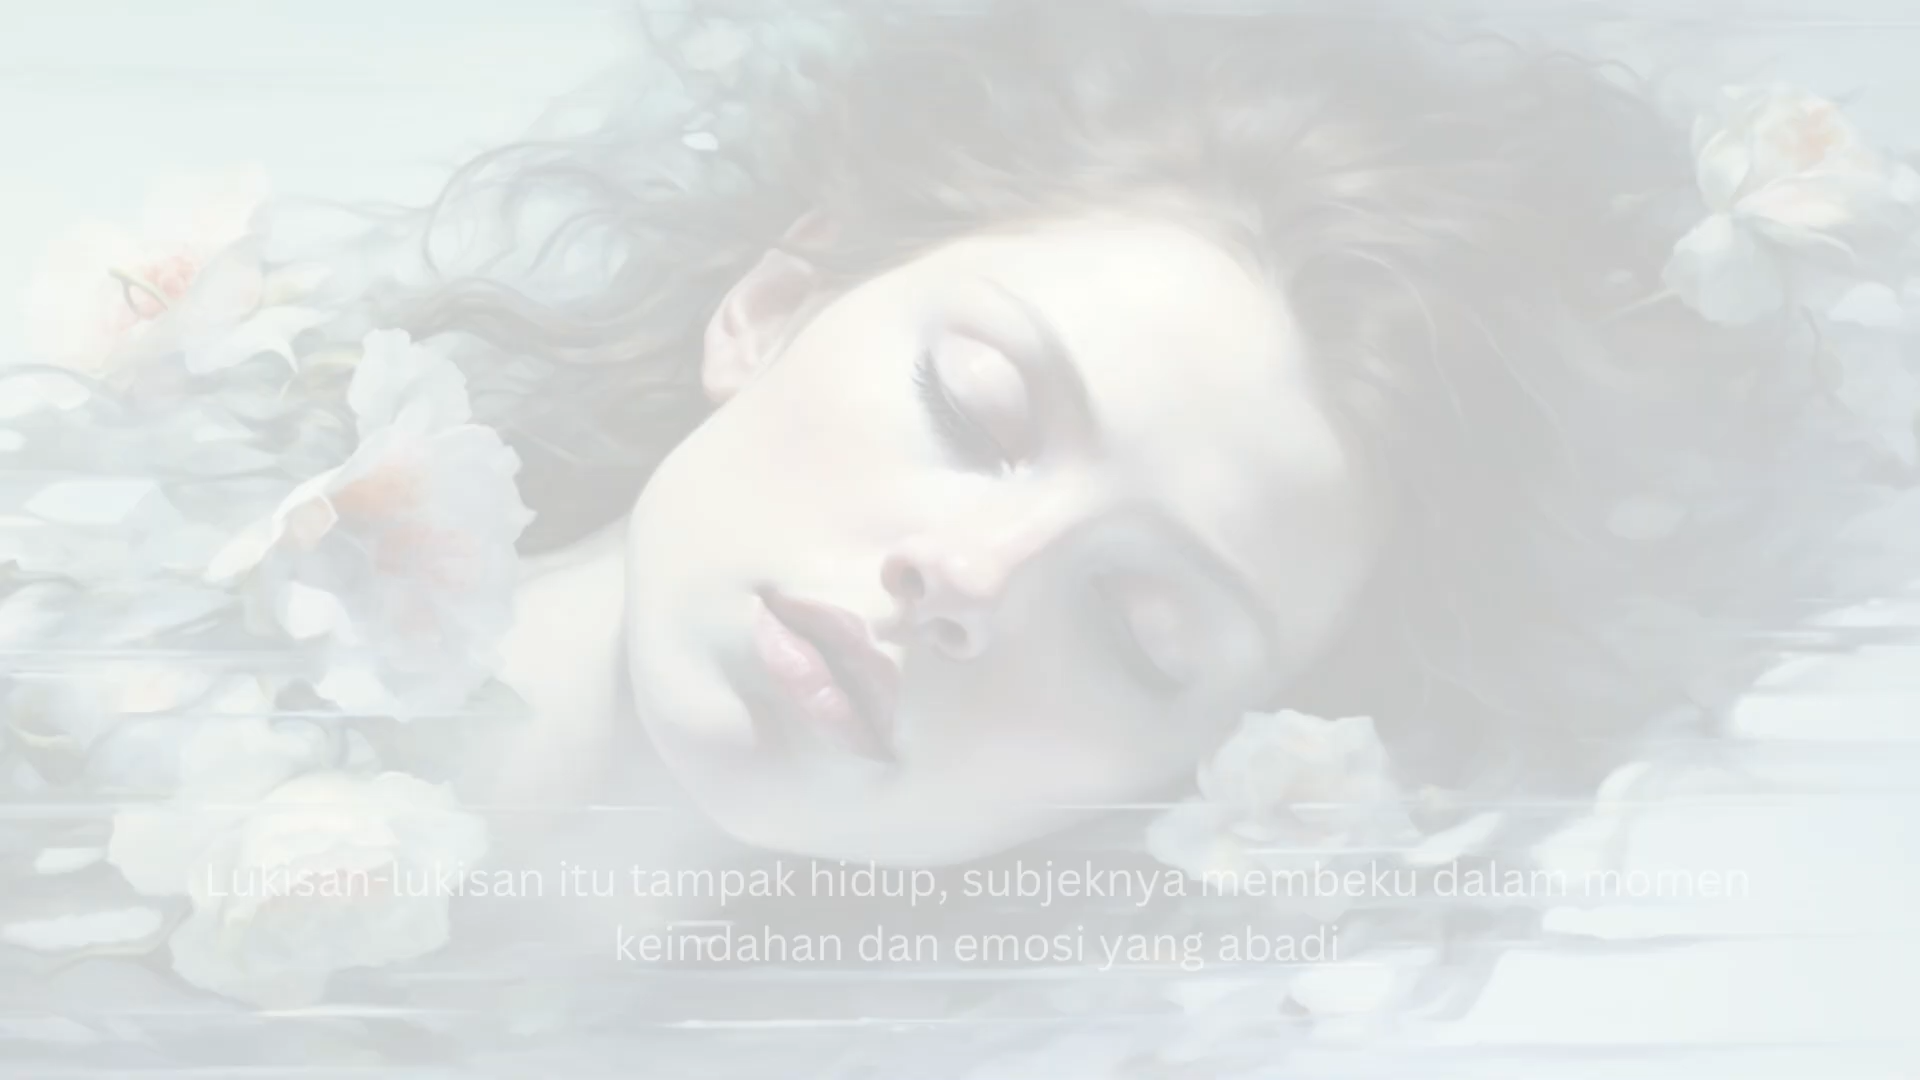 Lukisan-lukisan itu tampak hidup, subjeknya membeku dalam momen
keindahan dan emosi yang abadi